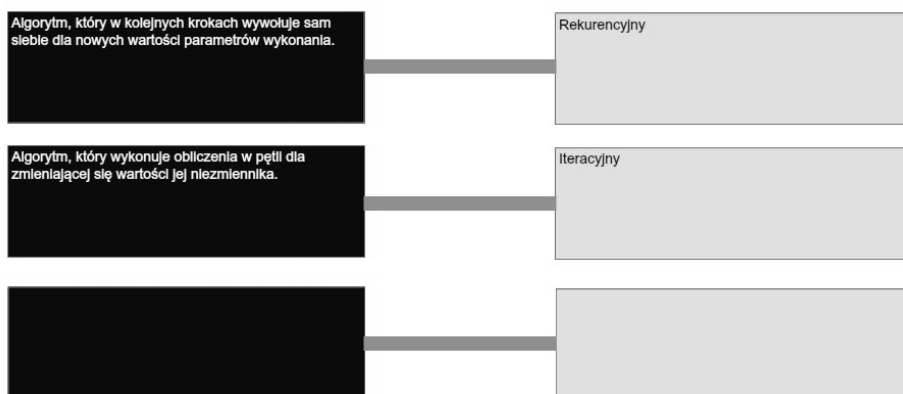 Algorytm, który w kolejnych krokach wywołuje sam
siebie dla nowych wartości parametrów wykonania.
Rekurencyjny
Algorytm, który wykonuje obliczenia w pętli dla
zmieniającej się wartości jej niezmiennika.
Iteracyjny